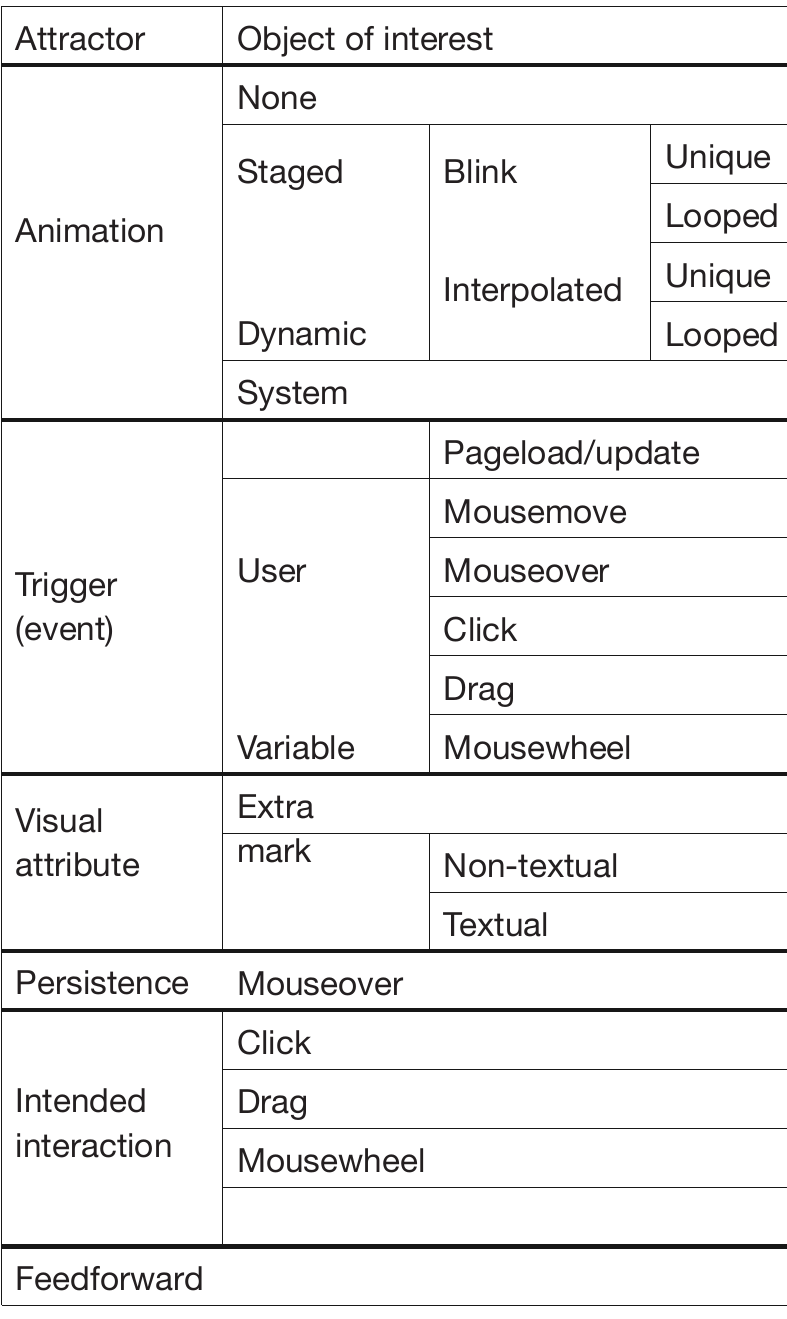 Attractor Object of interest
None
Staged Blink Unique
Looped
Animation
Interpolated Unique
Dynamic Looped
System
Pageload/update
Mousemove
User Mouseover
Trigger
(event)
Click
Drag
Variable Mousewheel
Extra
Visual
attribute
mark Non-textual
Textual
Persistence Mouseover
Click
Intended
interaction
Drag
Mousewheel
Feedforward